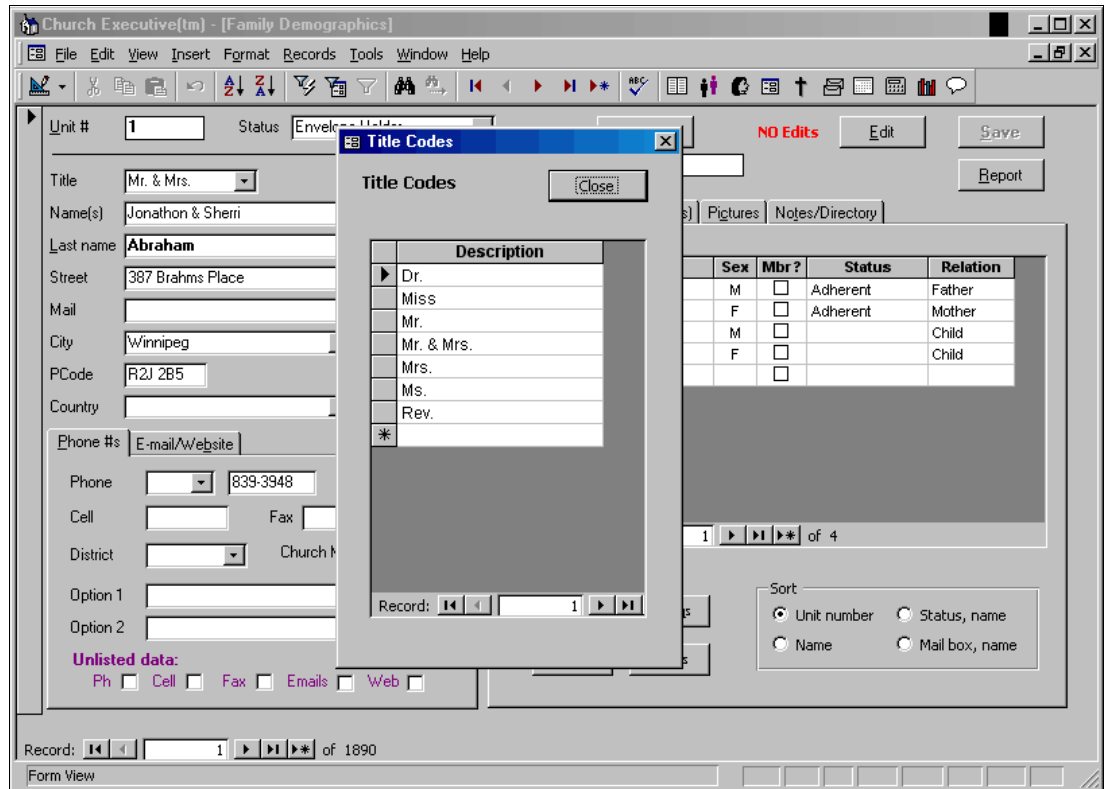 Church Executive(tm) - [Family Demographics]
File Edit View Insert Format Records Tools Window Help
Unit # 1 Status Envelope Holder NO Edits Edit Save
Report
Title Mr. & Mrs.
Name(s) Jonathon & Sherri
Last name Abraham
Street 387 Brahms Place
Mail
City Winnipeg
PCode R2J 2B5
Country
Phone #s E-mail/Website
Phone 839-3948
Cell Fax
District Church
Option 1
Option 2
Unlisted data:
Ph Cell Fax Emails Web
Title Codes
Title Codes Close
Description
Dr.
Miss
Mr.
Mr. & Mrs.
Mrs.
Ms.
Rev.
Record: 1
Pictures Notes/Directory
Sex Mbr? Status Relation
M Adherent Father
F Adherent Mother
M Child
F Child
1 of 4
Sort
Unit number Status, name
Name Mail box, name
Record: 1 of 1890
Form View